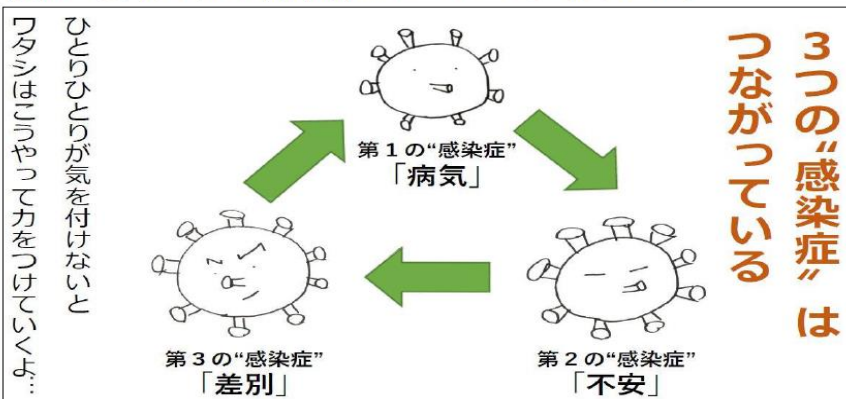 ３つの“感染症”は
つながっている
第１の“感染症”
「病気」
第２の“感染症”
「不安」
第３の“感染症”
「差別」
ひとりひとりが気を付けないと
ワタシはこうやって力をつけていくよ…